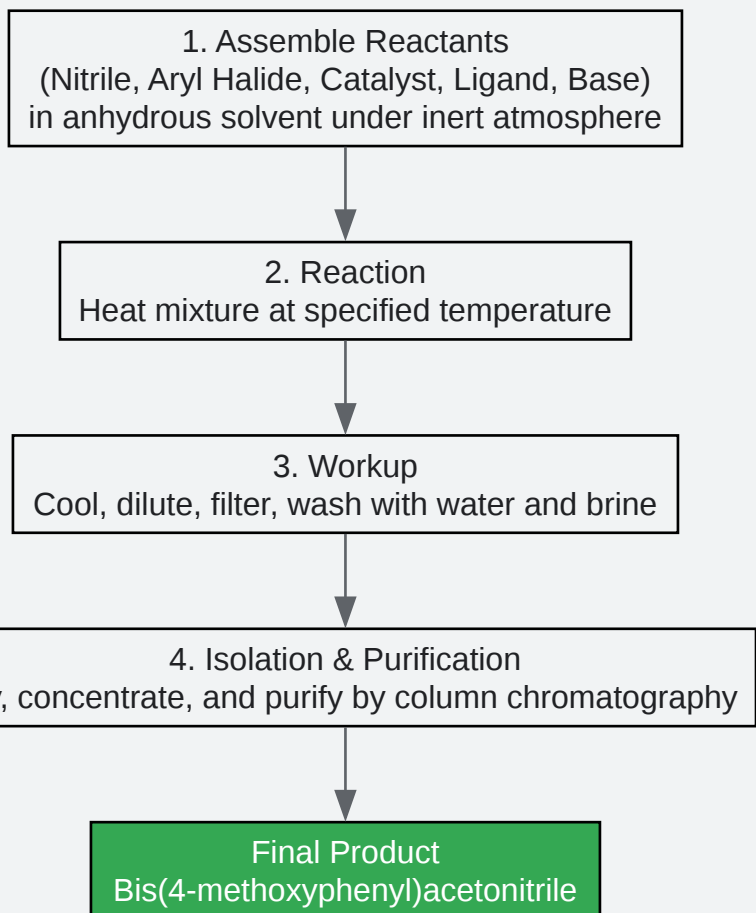 1. Assemble Reactants
(Nitrile, Aryl Halide, Catalyst, Ligand, Base)
in anhydrous solvent under inert atmosphere
2. Reaction
Heat mixture at specified temperature
3. Workup
Cool, dilute, filter, wash with water and brine
4. Isolation & Purification
, concentrate, and purify by column chromatography
Final Product
Bis(4-methoxyphenyl)acetonitrile